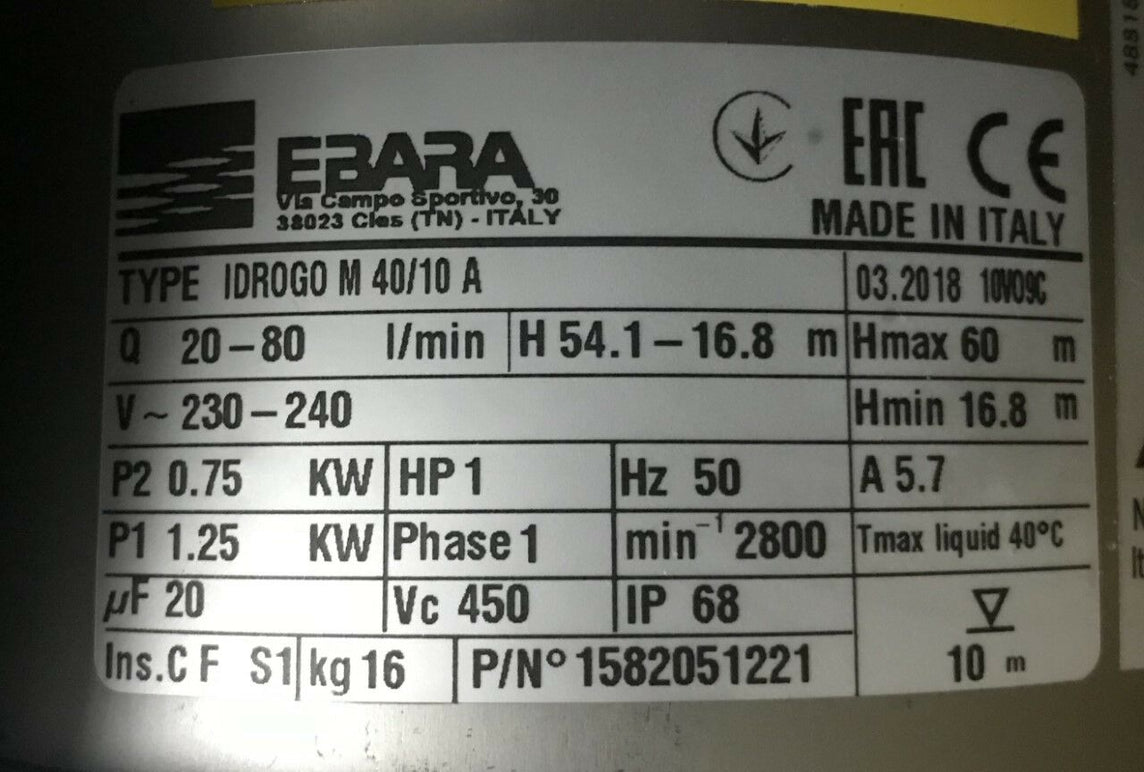 EBARA
Via Campo Sportivo, 30
38023 Cles (TN) - ITALY
EAC CE
MADE IN ITALY
TYPE IDROGO M 40/10 A 03.2018 10V09C
Q 20–80 l/min H 54.1–16.8 m Hmax 60 m
V~ 230–240 Hmin 16.8 m
P2 0.75 KW HP 1 Hz 50 A 5.7
P1 1.25 KW Phase 1 min⁻¹ 2800 Tmax liquid 40°C
µF 20 Vc 450 IP 68
Ins.C F S1 kg 16 P/N° 1582051221 10 m